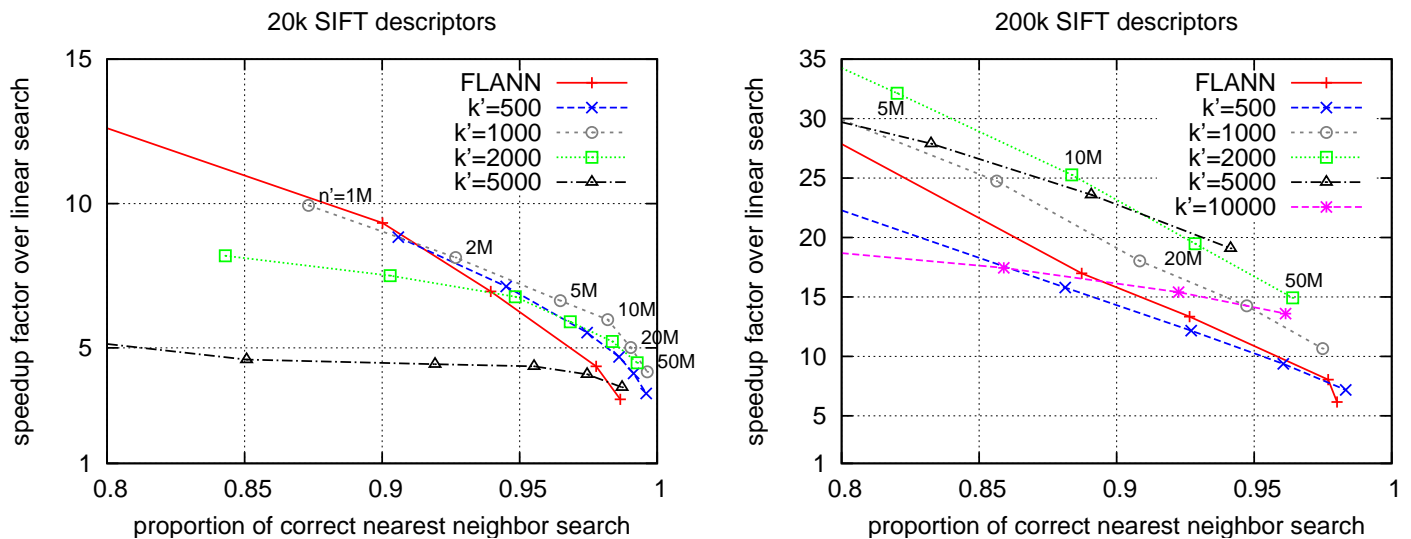 20k SIFT descriptors
speedup factor over linear search
15
10
5
1
FLANN
k'=500
k'=1000
k'=2000
k'=5000
n'=1M
2M
5M
10M
20M
50M
0.8
0.85
0.9
0.95
1
proportion of correct nearest neighbor search
200k SIFT descriptors
speedup factor over linear search
35
30
25
20
15
10
5
1
FLANN
k'=500
k'=1000
k'=2000
k'=5000
k'=10000
5M
10M
20M
50M
0.8
0.85
0.9
0.95
1
proportion of correct nearest neighbor search